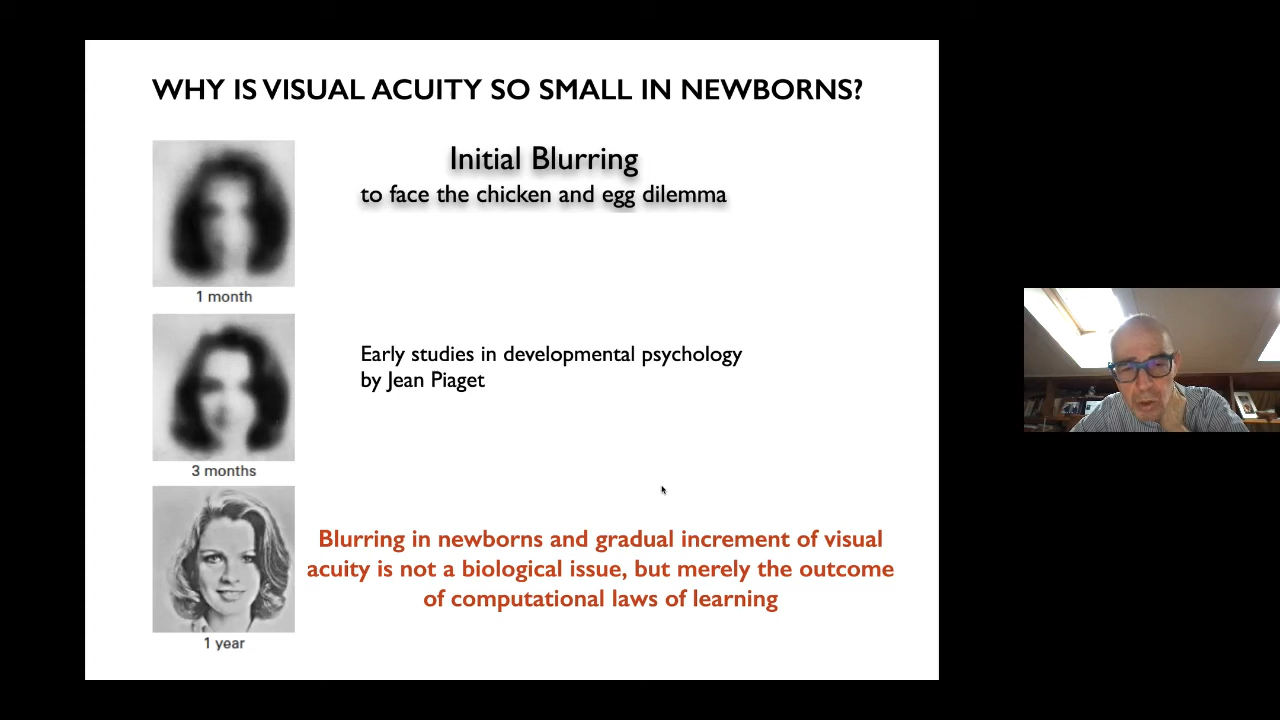 WHY IS VISUAL ACUITY SO SMALL IN NEWBORNS?
Initial Blurring
to face the chicken and egg dilemma
1 month
Early studies in developmental psychology
by Jean Piaget
3 months
Blurring in newborns and gradual increment of visual
acuity is not a biological issue, but merely the outcome
of computational laws of learning
1 year